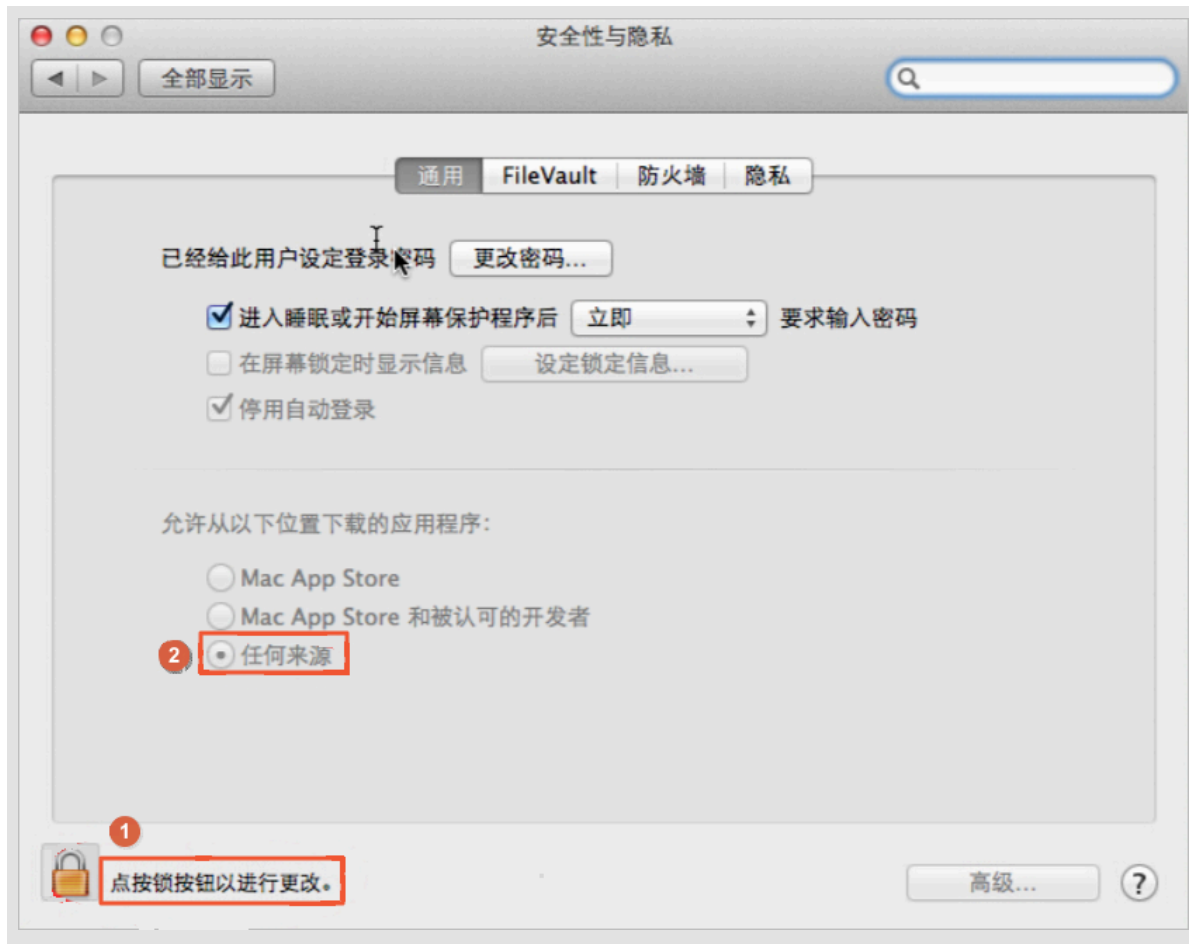 安全性与隐私
全部显示
通用 FileVault 防火墙 隐私
已经给此用户设定登录密码 更改密码...
进入睡眠或开始屏幕保护程序后 立即 要求输入密码
在屏幕锁定时显示信息 设定锁定信息...
停用自动登录
允许从以下位置下载的应用程序：
Mac App Store
Mac App Store 和被认可的开发者
2 任何来源
1
点按锁按钮以进行更改。
高级... ?